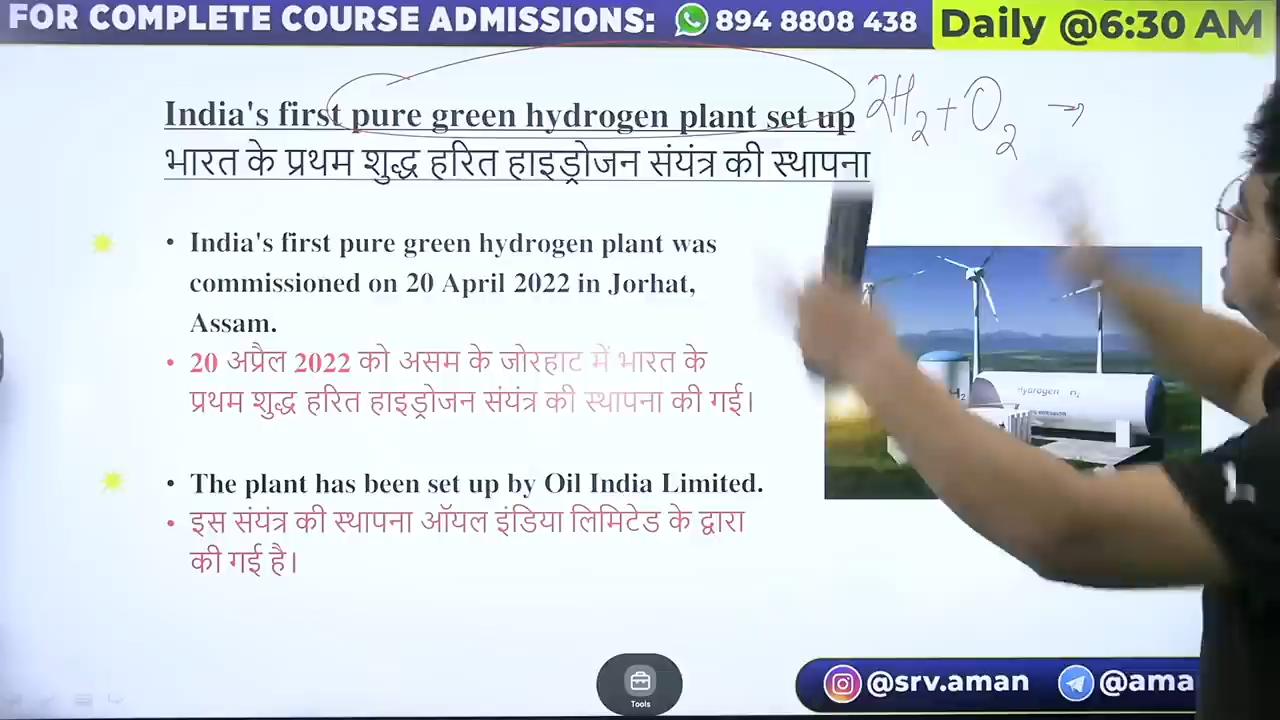 FOR COMPLETE COURSE ADMISSIONS: 894 8808 438 Daily @6:30 AM
India's first pure green hydrogen plant set up
2H₂ + O₂ →
भारत के प्रथम शुद्ध हरित हाइड्रोजन संयंत्र की स्थापना
• India's first pure green hydrogen plant was
commissioned on 20 April 2022 in Jorhat,
Assam.
• 20 अप्रैल 2022 को असम के जोरहाट में भारत के
प्रथम शुद्ध हरित हाइड्रोजन संयंत्र की स्थापना की गई।
Hydrogen H₂
H₂
• The plant has been set up by Oil India Limited.
• इस संयंत्र की स्थापना ऑयल इंडिया लिमिटेड के द्वारा
की गई है।
Tools
@srv.aman @ama